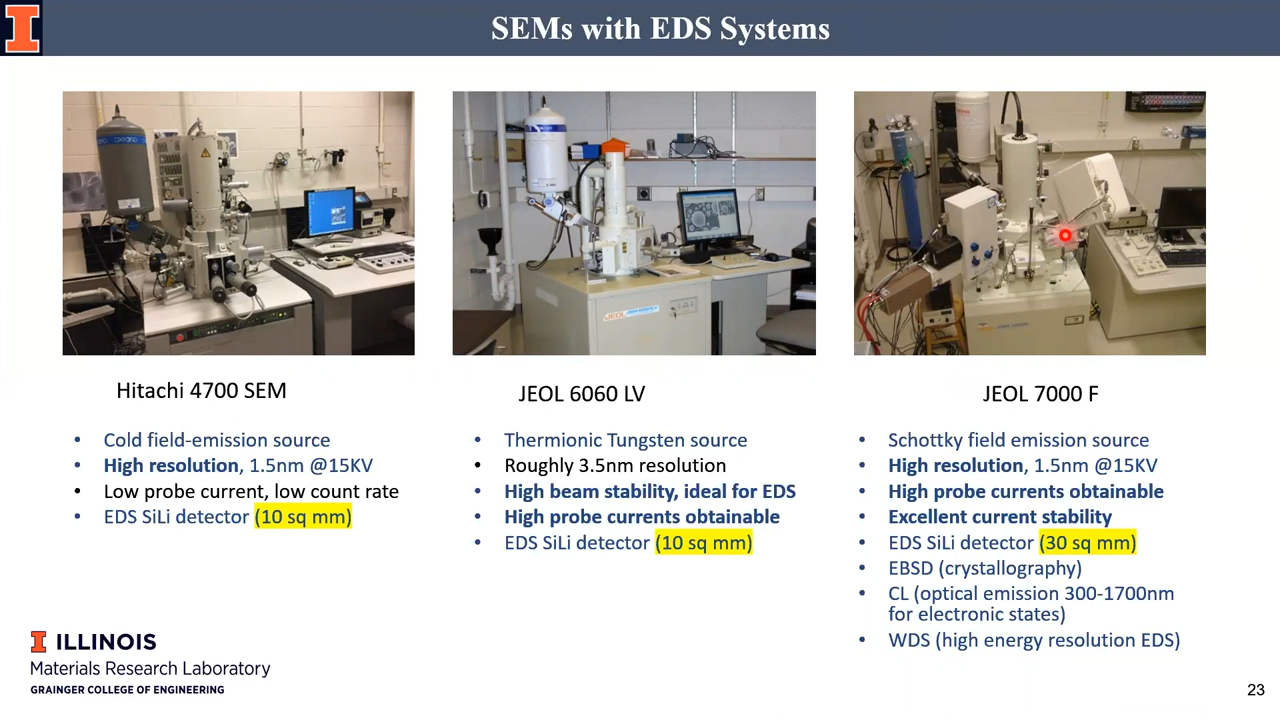 SEMs with EDS Systems
JEOL
Hitachi 4700 SEM
• Cold field-emission source
• High resolution, 1.5nm @15KV
• Low probe current, low count rate
• EDS SiLi detector (10 sq mm)
JEOL 6060 LV
• Thermionic Tungsten source
• Roughly 3.5nm resolution
• High beam stability, ideal for EDS
• High probe currents obtainable
• EDS SiLi detector (10 sq mm)
JEOL 7000 F
• Schottky field emission source
• High resolution, 1.5nm @15KV
• High probe currents obtainable
• Excellent current stability
• EDS SiLi detector (30 sq mm)
• EBSD (crystallography)
• CL (optical emission 300-1700nm
for electronic states)
• WDS (high energy resolution EDS)
I ILLINOIS
Materials Research Laboratory
GRAINGER COLLEGE OF ENGINEERING
23